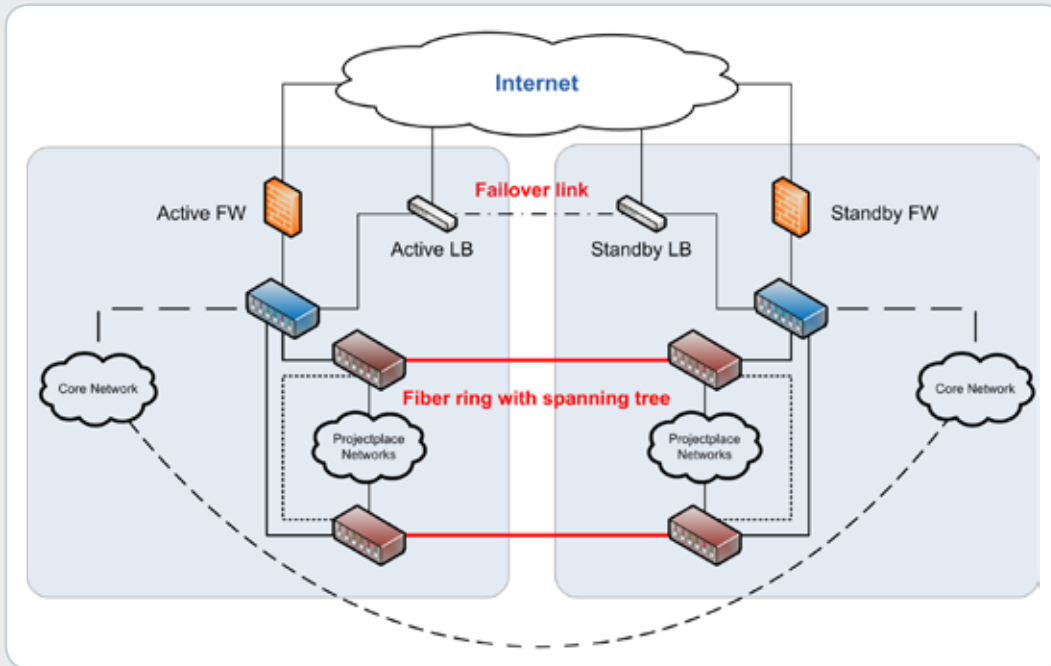 Internet
Failover link
Active FW
Standby FW
Active LB
Standby LB
Core Network
Core Network
Fiber ring with spanning tree
Projectplace
Networks
Projectplace
Networks